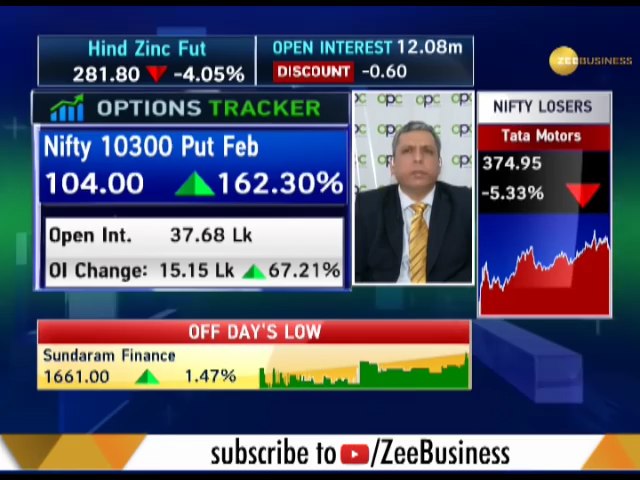 Hind Zinc Fut
281.80 -4.05%
OPEN INTEREST 12.08m
DISCOUNT -0.60
ZEEBUSINESS
OPTIONS TRACKER
Nifty 10300 Put Feb
104.00 162.30%
Open Int. 37.68 Lk
OI Change: 15.15 Lk 67.21%
opc opc opc
NIFTY LOSERS
Tata Motors
374.95
-5.33%
OFF DAY'S LOW
Sundaram Finance
1661.00 1.47%
subscribe to /ZeeBusiness